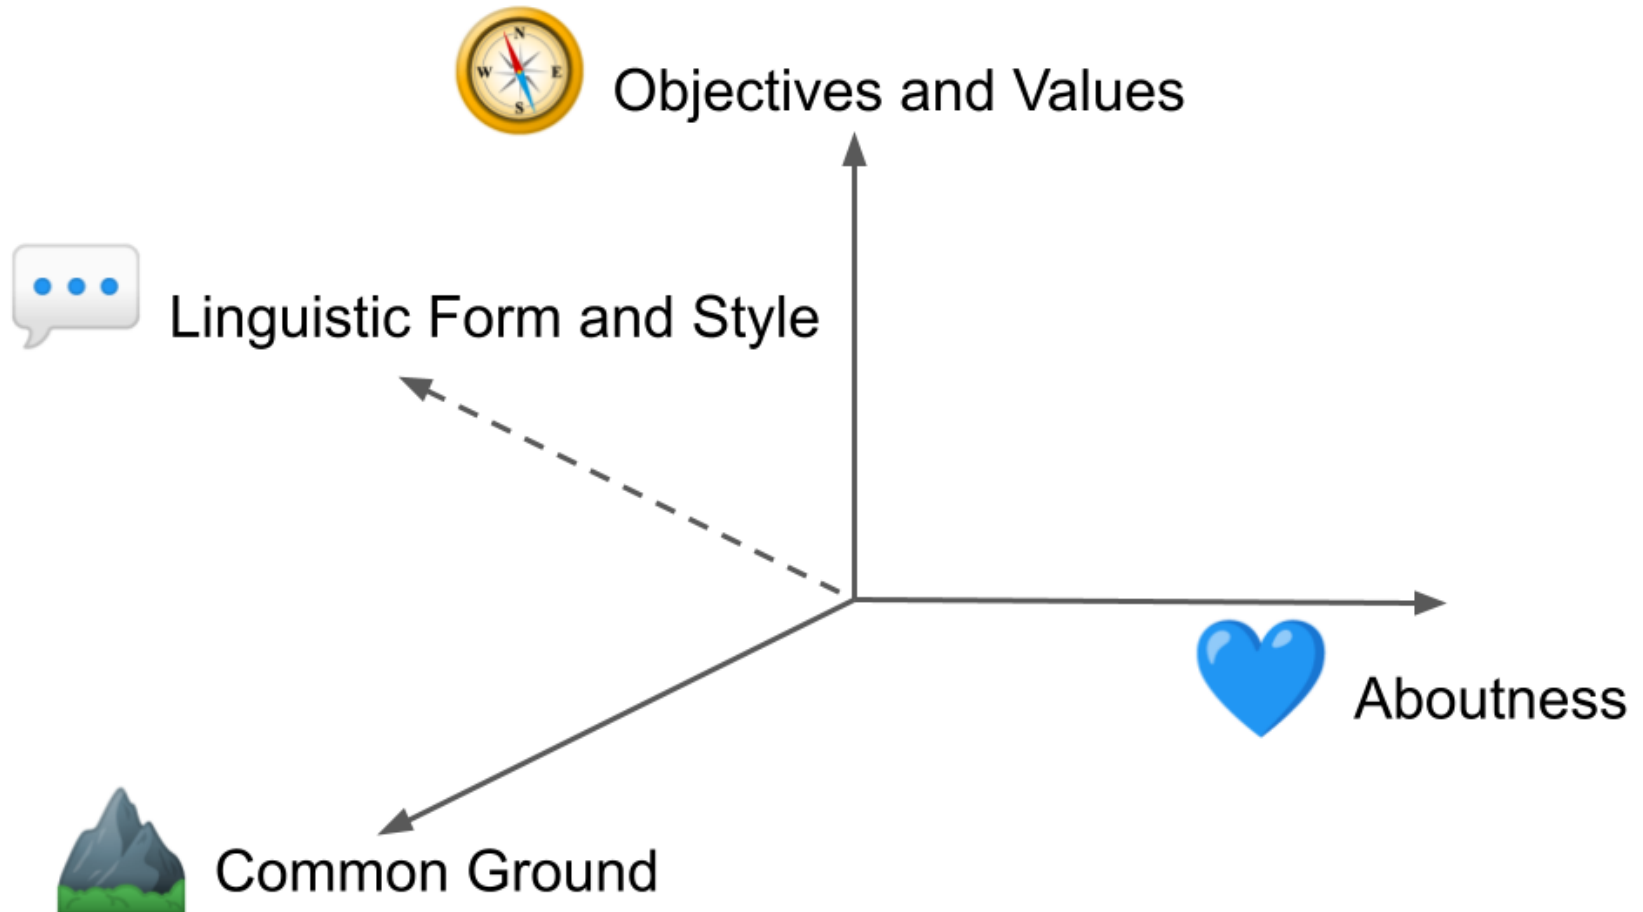 N
W E
S
Objectives and Values
Linguistic Form and Style
Aboutness
Common Ground